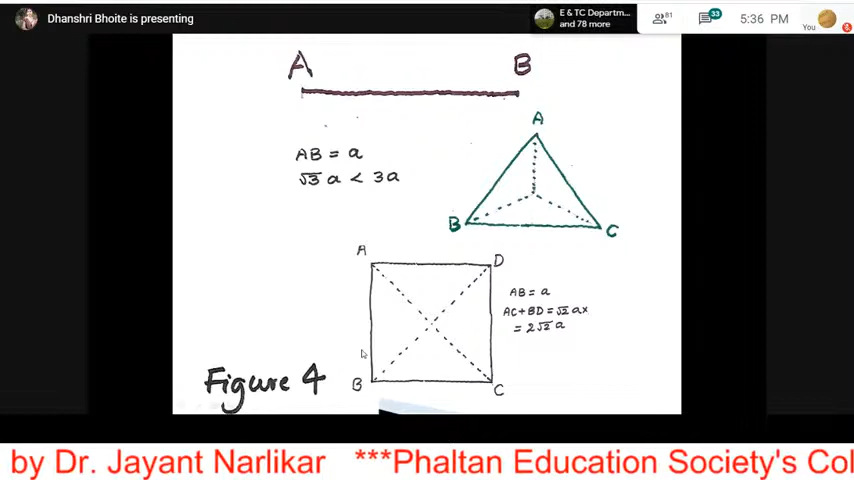 Dhanshri Bhoite is presenting
E & TC Departm...
and 78 more
81
33
5:36 PM
You
2
A B
AB = a
√3 a < 3a
A
B
C
A
D
AB = a
AC+BD = √2 a x
= 2√2 a
B
C
Figure 4
by Dr. Jayant Narlikar ***Phaltan Education Society's Col